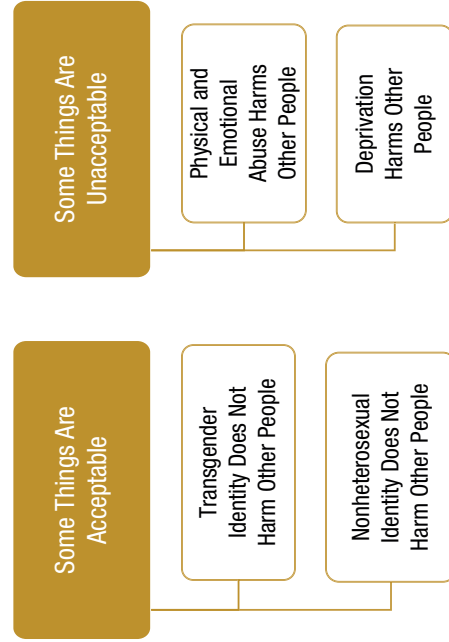 Some Things Are
Acceptable
Transgender
Identity Does Not
Harm Other People
Nonheterosexual
Identity Does Not
Harm Other People
Some Things Are
Unacceptable
Physical and
Emotional
Abuse Harms
Other People
Deprivation
Harms Other
People